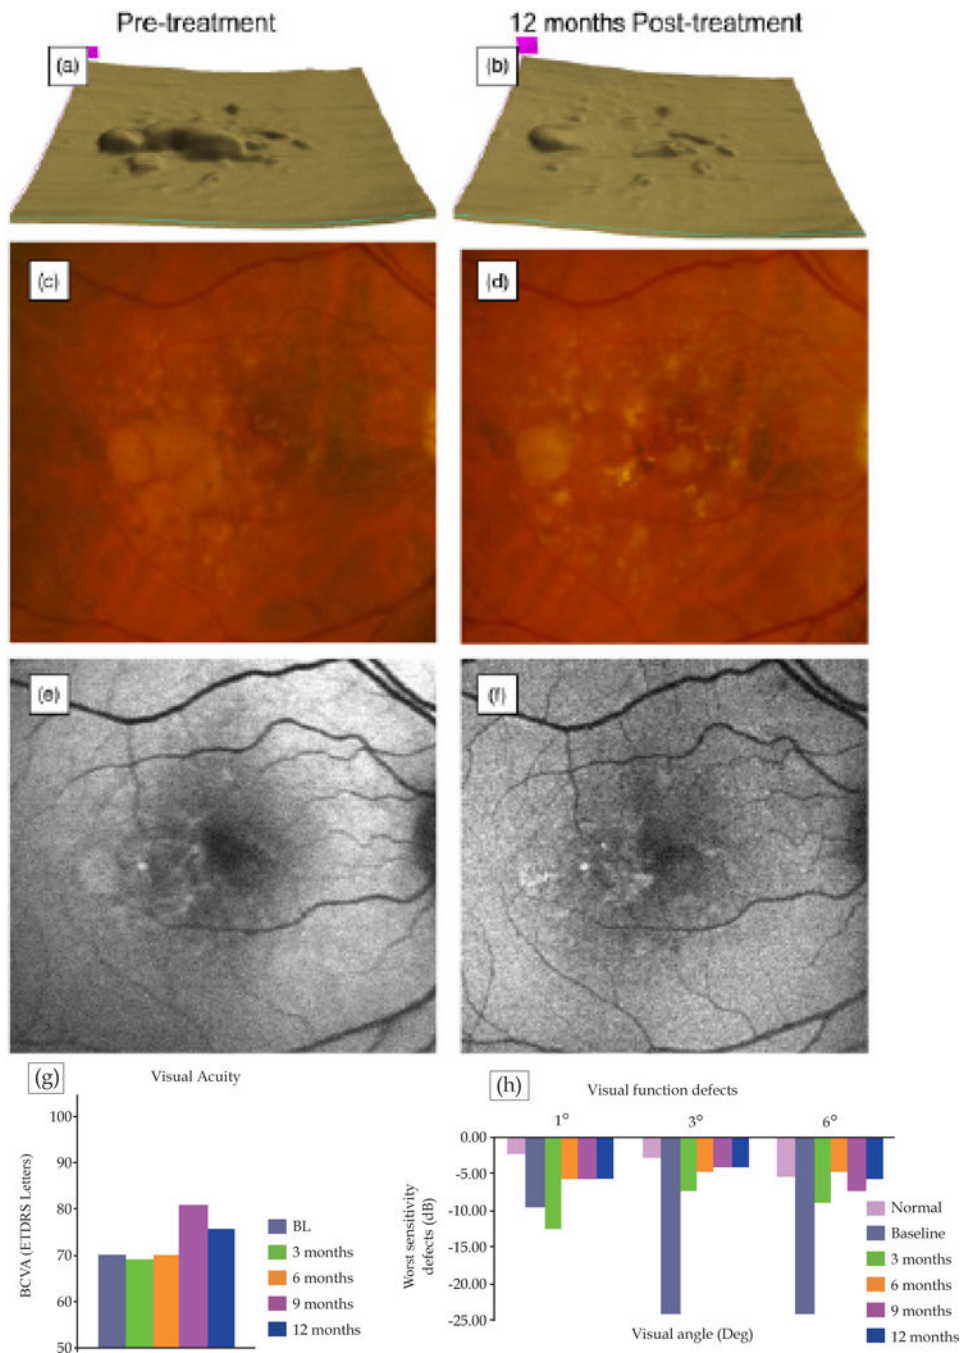 Pre-treatment
12 months Post-treatment
(a)
(b)
(c)
(d)
(e)
(f)
(g)
Visual Acuity
BCVA (ETDRS Letters)
100
90
80
70
60
50
BL
3 months
6 months
9 months
12 months
(h)
Visual function defects
1°
3°
6°
Worst sensitivity
defects (dB)
0.00
-5.00
-10.00
-15.00
-20.00
-25.00
Visual angle (Deg)
Normal
Baseline
3 months
6 months
9 months
12 months